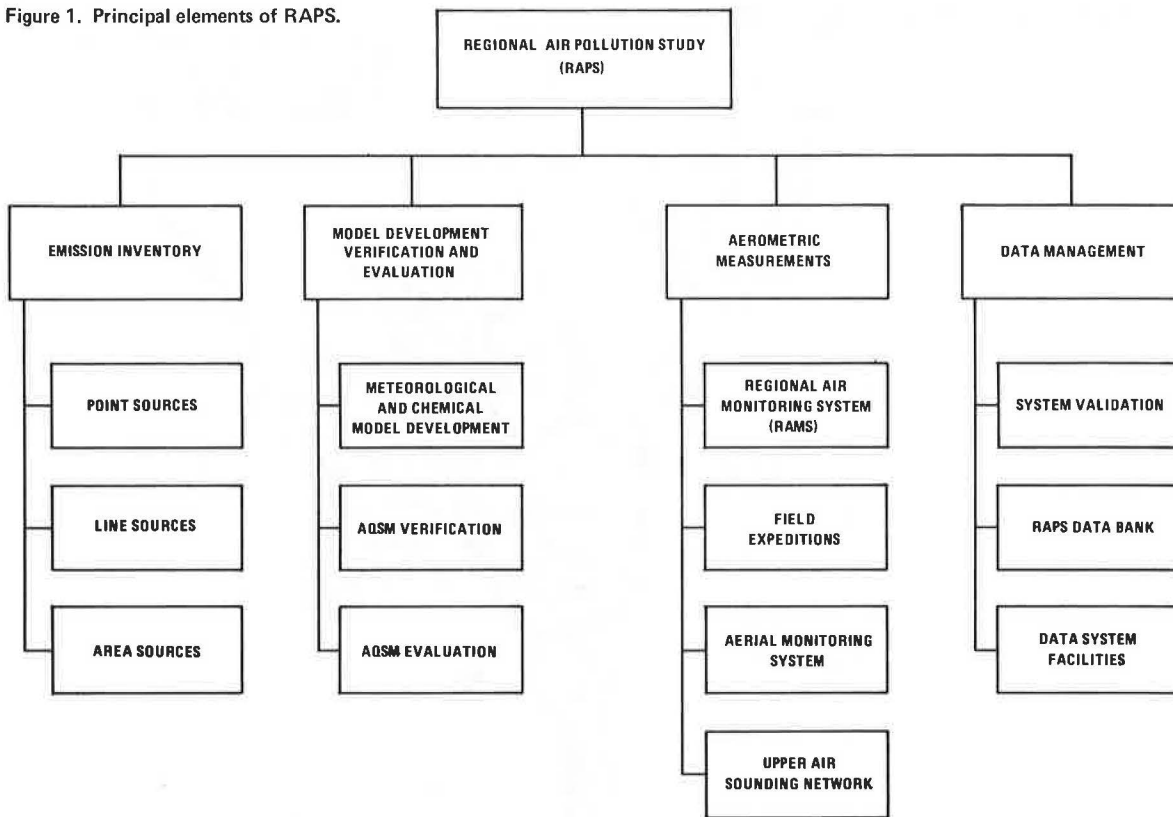 Figure 1. Principal elements of RAPS.
REGIONAL AIR POLLUTION STUDY
(RAPS)
EMISSION INVENTORY
POINT SOURCES
LINE SOURCES
AREA SOURCES
MODEL DEVELOPMENT
VERIFICATION AND
EVALUATION
METEOROLOGICAL
AND CHEMICAL
MODEL DEVELOPMENT
AQSM VERIFICATION
AQSM EVALUATION
AEROMETRIC
MEASUREMENTS
REGIONAL AIR
MONITORING SYSTEM
(RAMS)
FIELD
EXPEDITIONS
AERIAL MONITORING
SYSTEM
UPPER AIR
SOUNDING NETWORK
DATA MANAGEMENT
SYSTEM VALIDATION
RAPS DATA BANK
DATA SYSTEM
FACILITIES